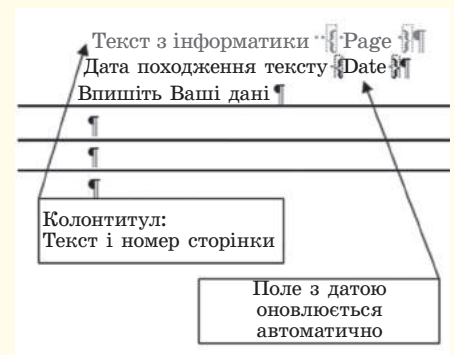 Текст з інформатики { Page }¶
Дата походження тексту {Date }¶
Впишіть Ваші дані¶
¶
¶
¶
Колонтитул:
Текст і номер сторінки
Поле з датою
оновлюється
автоматично